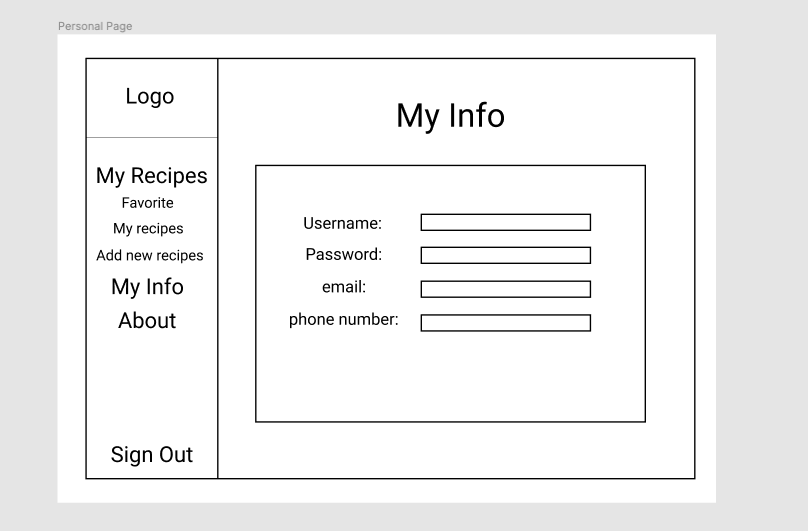 Personal Page
Logo
My Recipes
Favorite
My recipes
Add new recipes
My Info
About
Sign Out
My Info
Username:
Password:
email:
phone number: